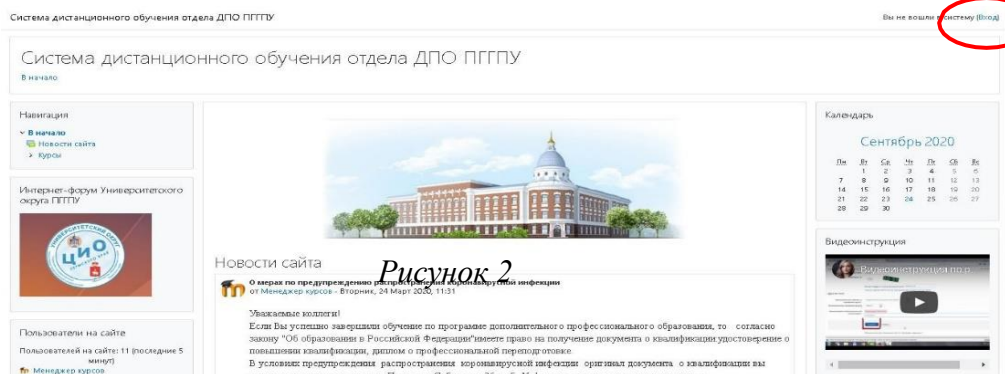 Система дистанционного обучения отдела ДПО ПГГПУ
Вы не вошли в систему (Вход)
Система дистанционного обучения отдела ДПО ПГГПУ
В начало
Навигация
В начало
Новости сайта
Курсы
Интернет-форум Университетского
округа ПГГПУ
УНИВЕРСИТЕТСКИЙ ОКРУГ
ЦИО
Пользователи на сайте
Пользователей на сайте: 11 (последние 5
минут)
Менеджер курсов
Новости сайта
Рисунок 2
О мерах по предупреждению распространения коронавирусной инфекции
от Менеджер курсов - Вторник, 24 Март 2020, 11:31
Уважаемые коллеги!
Если Вы успешно завершили обучение по программе дополнительного профессионального образования, то согласно
закону "Об образовании в Российской Федерации"имеете право на получение документа о квалификации:удостоверение о
повышении квалификации, диплом о профессиональной переподготовке.
В условиях предупреждения распространения коронавирусной инфекции оригинал документа о квалификации вы
Календарь
Сентябрь 2020
Пн Вт Ср Чт Пт Сб Вс
1 2 3 4 5 6
7 8 9 10 11 12 13
14 15 16 17 18 19 20
21 22 23 24 25 26 27
28 29 30
Видеоинструкция
Видеоинструкция по р